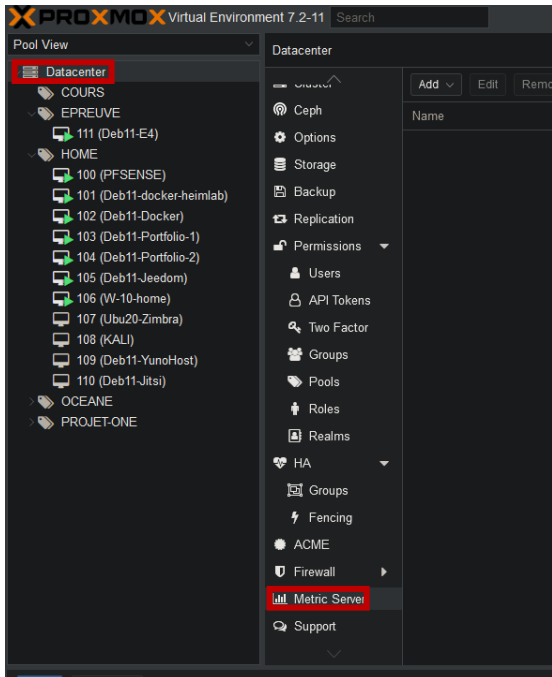 PROXMOX Virtual Environment 7.2-11 Search
Pool View
Datacenter
COURS
EPREUVE
111 (Deb11-E4)
HOME
100 (PFSENSE)
101 (Deb11-docker-heimlab)
102 (Deb11-Docker)
103 (Deb11-Portfolio-1)
104 (Deb11-Portfolio-2)
105 (Deb11-Jeedom)
106 (W-10-home)
107 (Ubu20-Zimbra)
108 (KALI)
109 (Deb11-YunoHost)
110 (Deb11-Jitsi)
OCEANE
PROJET-ONE
Datacenter
Cluster
Ceph
Options
Storage
Backup
Replication
Permissions
Users
API Tokens
Two Factor
Groups
Pools
Roles
Realms
HA
Groups
Fencing
ACME
Firewall
Metric Server
Support
Add Edit Remo
Name